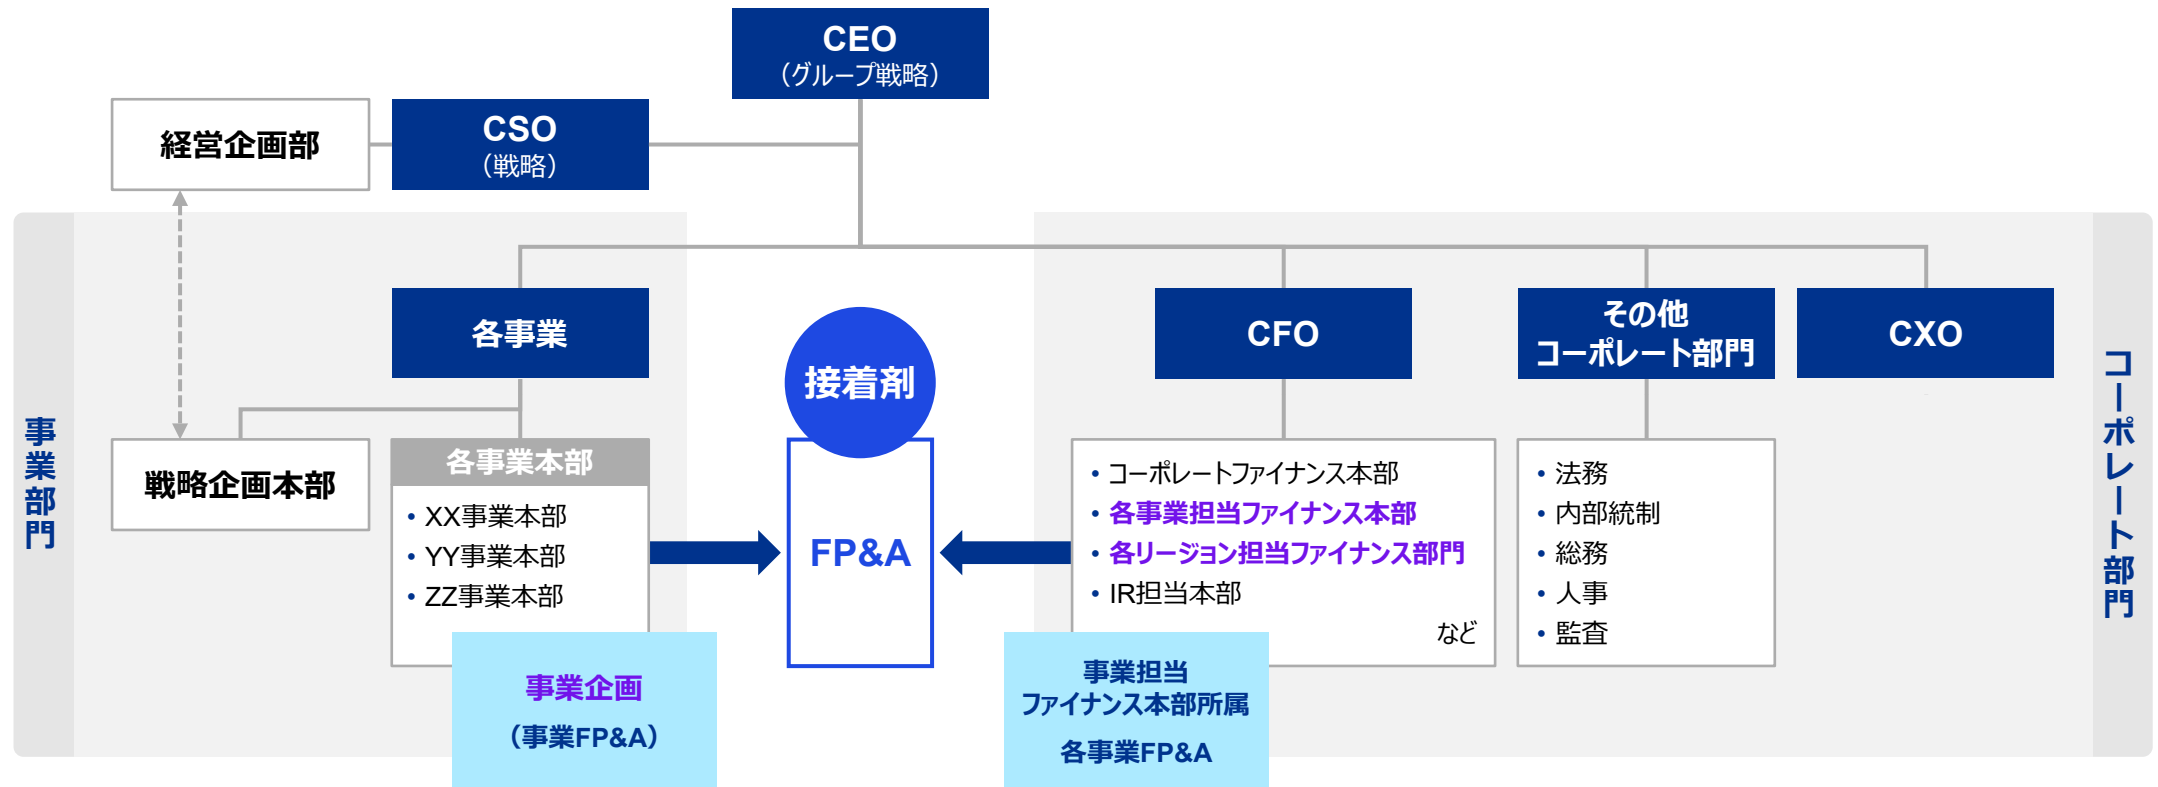 CEO
（グループ戦略）
経営企画部
CSO
（戦略）
事業部門
各事業
戦略企画本部
各事業本部
• XX事業本部
• YY事業本部
• ZZ事業本部
事業企画
（事業FP&A）
接着剤
FP&A
CFO
• コーポレートファイナンス本部
• 各事業担当ファイナンス本部
• 各リージョン担当ファイナンス部門
• IR担当本部
など
事業担当
ファイナンス本部所属
各事業FP&A
その他
コーポレート部門
• 法務
• 内部統制
• 総務
• 人事
• 監査
CXO
コーポレート部門